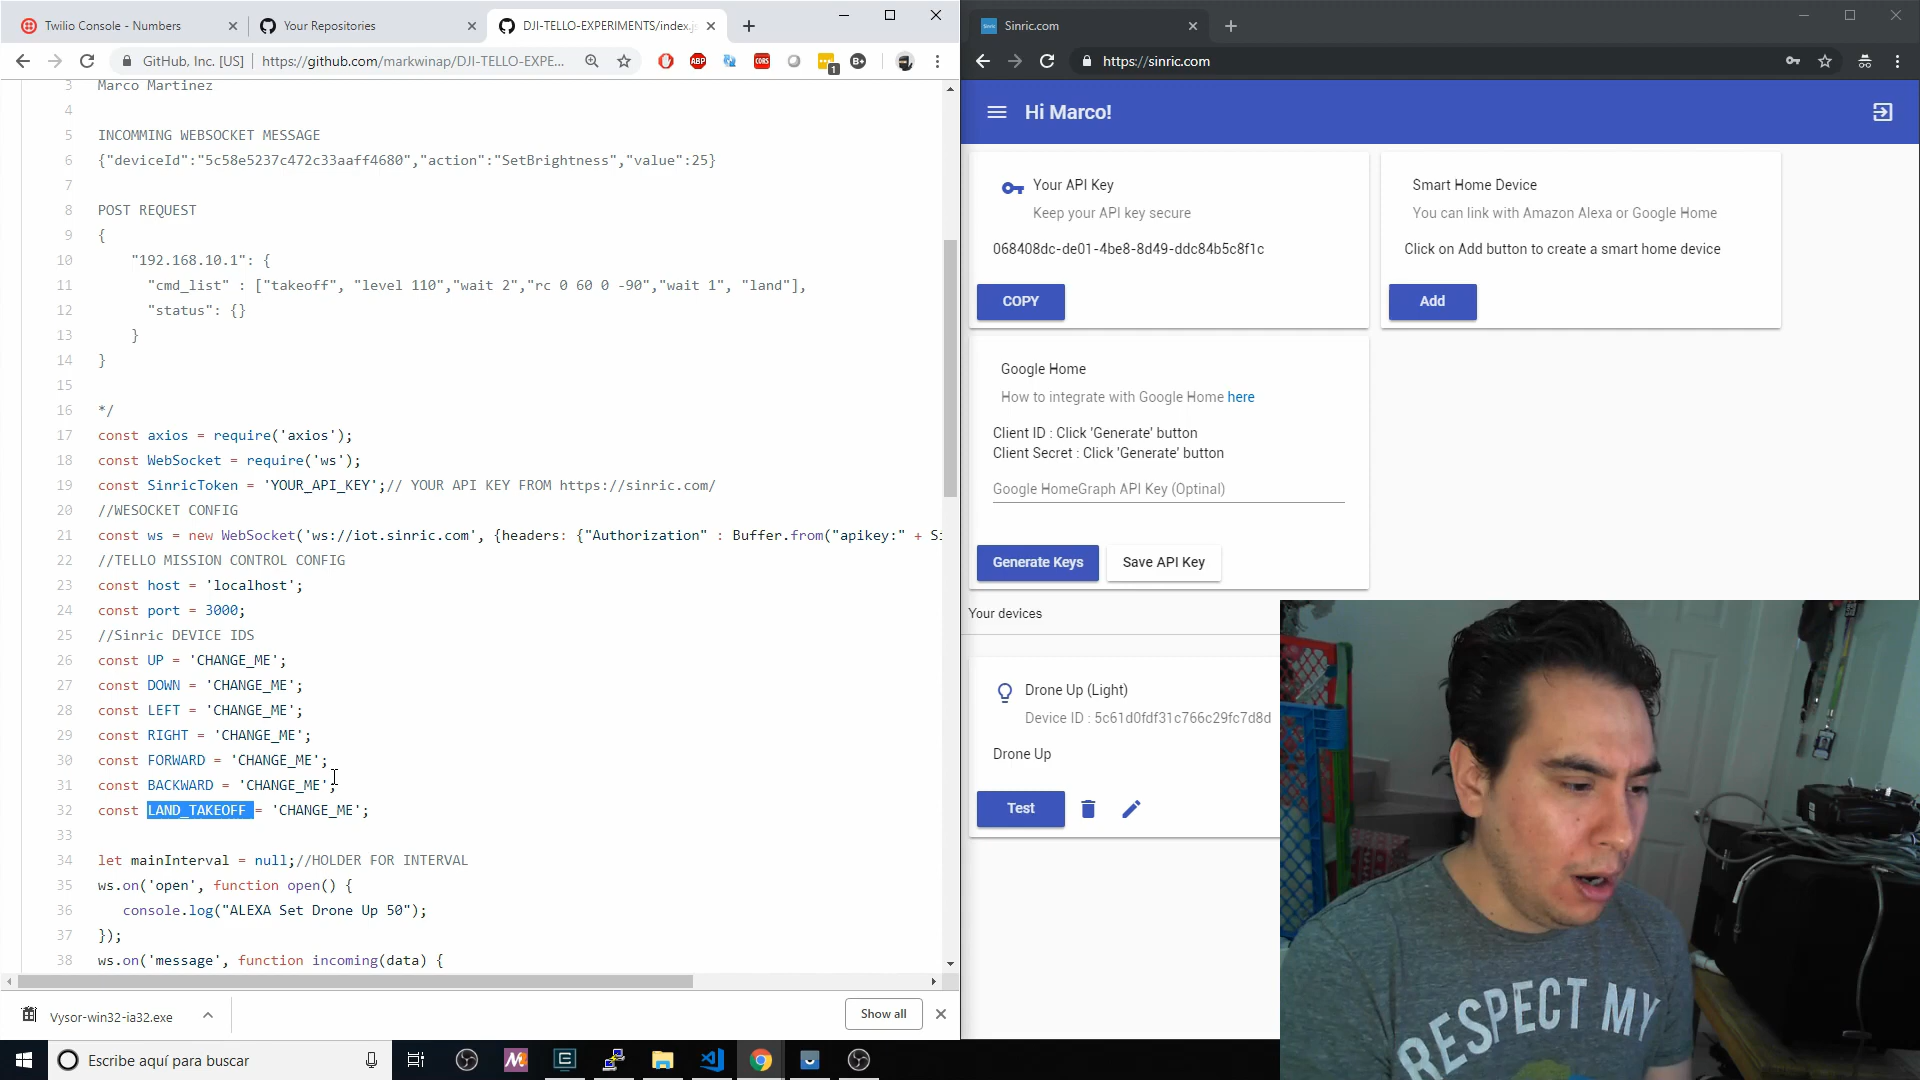 Twilio Console - Numbers
Your Repositories
DJI-TELLO-EXPERIMENTS/index.js
GitHub, Inc. [US]
https://github.com/markwinap/DJI-TELLO-EXPE...
ABP
CORS
1
B+
3 Marco Martinez
4
5 INCOMMING WEBSOCKET MESSAGE
6 {"deviceId":"5c58e5237c472c33aaff4680","action":"SetBrightness","value":25}
7
8 POST REQUEST
9 {
10 "192.168.10.1": {
11 "cmd_list" : ["takeoff", "level 110","wait 2","rc 0 60 0 -90","wait 1", "land"],
12 "status": {}
13 }
14 }
15
16 */
17 const axios = require('axios');
18 const WebSocket = require('ws');
19 const SinricToken = 'YOUR_API_KEY';// YOUR API KEY FROM https://sinric.com/
20 //WESOCKET CONFIG
21 const ws = new WebSocket('ws://iot.sinric.com', {headers: {"Authorization" : Buffer.from("apikey:" + Si
22 //TELLO MISSION CONTROL CONFIG
23 const host = 'localhost';
24 const port = 3000;
25 //Sinric DEVICE IDS
26 const UP = 'CHANGE_ME';
27 const DOWN = 'CHANGE_ME';
28 const LEFT = 'CHANGE_ME';
29 const RIGHT = 'CHANGE_ME';
30 const FORWARD = 'CHANGE_ME';
31 const BACKWARD = 'CHANGE_ME';
32 const LAND_TAKEOFF = 'CHANGE_ME';
33
34 let mainInterval = null;//HOLDER FOR INTERVAL
35 ws.on('open', function open() {
36 console.log("ALEXA Set Drone Up 50");
37 });
38 ws.on('message', function incoming(data) {
Vysor-win32-ia32.exe
Show all
Escribe aquí para buscar
Sinric.com
https://sinric.com
Hi Marco!
Your API Key
Keep your API key secure
068408dc-de01-4be8-8d49-ddc84b5c8f1c
COPY
Smart Home Device
You can link with Amazon Alexa or Google Home
Click on Add button to create a smart home device
Add
Google Home
How to integrate with Google Home here
Client ID : Click 'Generate' button
Client Secret : Click 'Generate' button
Google HomeGraph API Key (Optinal)
Generate Keys
Save API Key
Your devices
Drone Up (Light)
Device ID : 5c61d0fdf31c766c29fc7d8d
Drone Up
Test
RESPECT MY